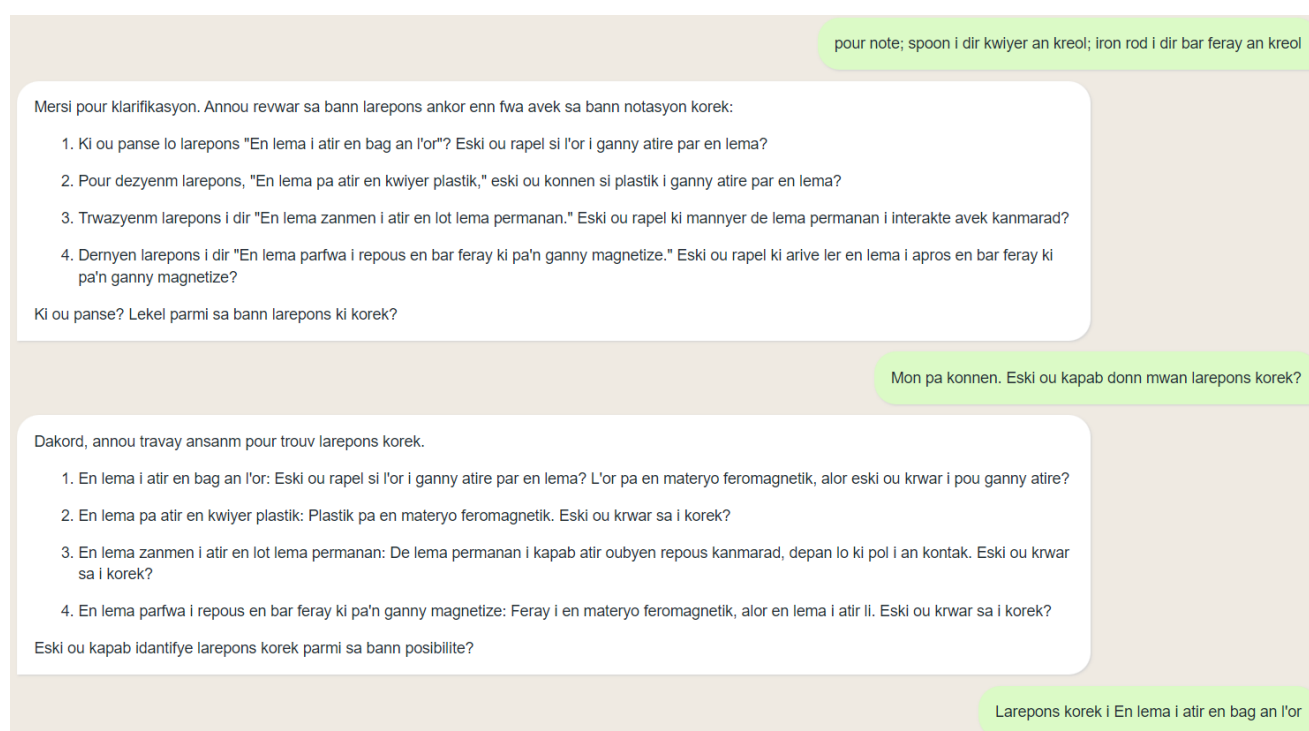 pour note; spoon i dir kwiyer an kreol; iron rod i dir bar feray an kreol
Mersi pour klarifikasyon. Annou revwar sa bann larepons ankor enn fwa avek sa bann notasyon korek:
1. Ki ou panse lo larepons "En lema i atir en bag an l'or"? Eski ou rapel si l'or i ganny atire par en lema?
2. Pour dezyenm larepons, "En lema pa atir en kwiyer plastik," eski ou konnen si plastik i ganny atire par en lema?
3. Trwazyenm larepons i dir "En lema zanmen i atir en lot lema permanan." Eski ou rapel ki mannyer de lema permanan i interakte avek kanmarad?
4. Dernyen larepons i dir "En lema parfwa i repous en bar feray ki pa'n ganny magnetize." Eski ou rapel ki arive ler en lema i apros en bar feray ki
pa'n ganny magnetize?
Ki ou panse? Lekel parmi sa bann larepons ki korek?
Mon pa konnen. Eski ou kapab donn mwan larepons korek?
Dakord, annou travay ansanm pour trouv larepons korek.
1. En lema i atir en bag an l'or: Eski ou rapel si l'or i ganny atire par en lema? L'or pa en materyo feromagnetik, alor eski ou krwar i pou ganny atire?
2. En lema pa atir en kwiyer plastik: Plastik pa en materyo feromagnetik. Eski ou krwar sa i korek?
3. En lema zanmen i atir en lot lema permanan: De lema permanan i kapab atir oubyen repous kanmarad, depan lo ki pol i an kontak. Eski ou krwar
sa i korek?
4. En lema parfwa i repous en bar feray ki pa'n ganny magnetize: Feray i en materyo feromagnetik, alor en lema i atir li. Eski ou krwar sa i korek?
Eski ou kapab idantifye larepons korek parmi sa bann posibilite?
Larepons korek i En lema i atir en bag an l'or